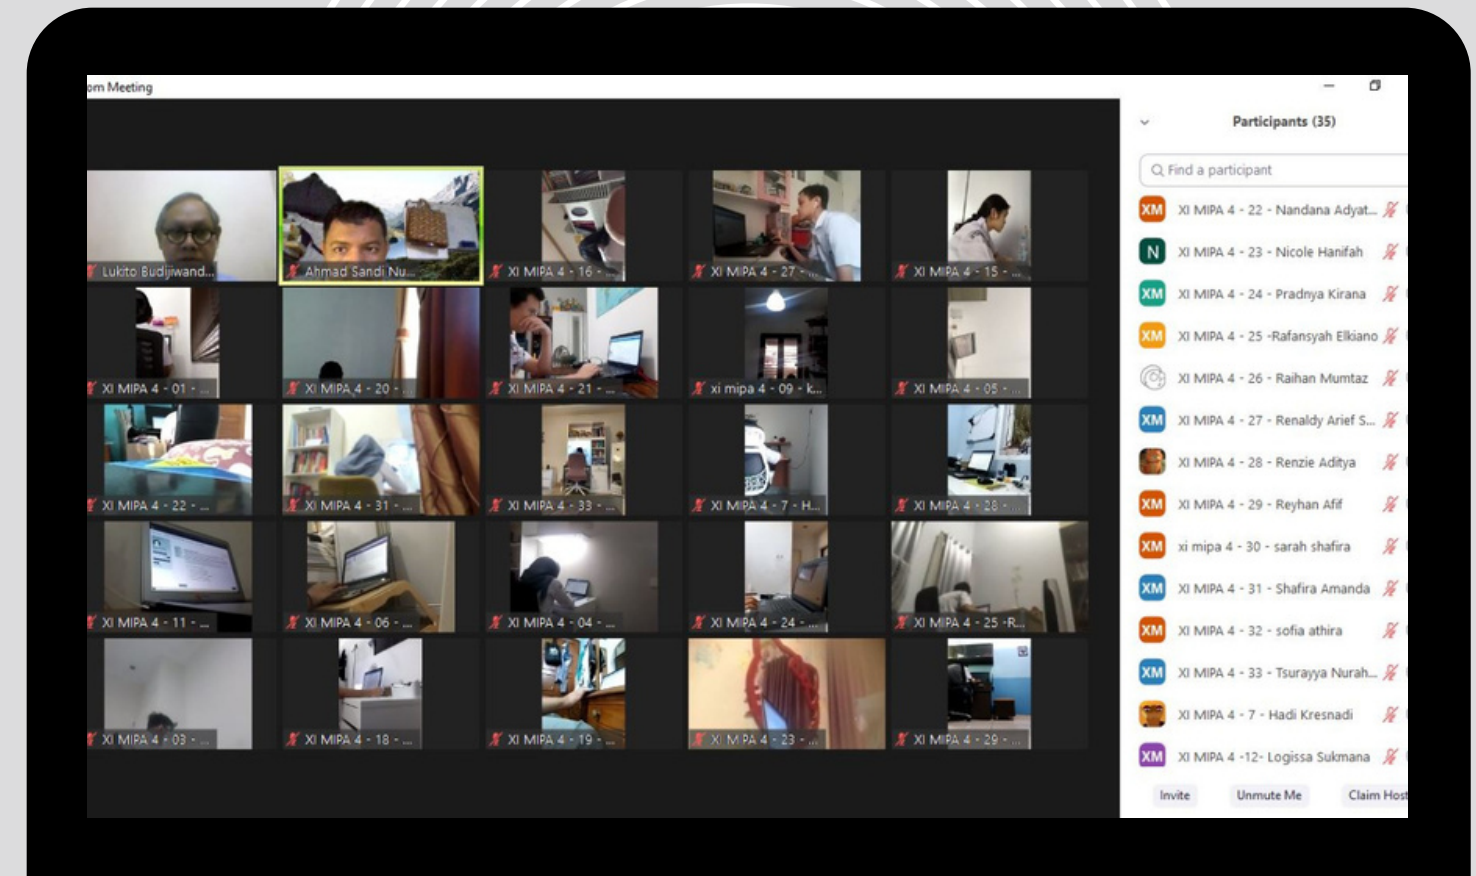 om Meeting
Participants (35)
Find a participant
Lukito Budijiwand...
Ahmad Sandi Nu...
XI MIPA 4 - 16 - ...
XI MIPA 4 - 27 - ...
XI MIPA 4 - 15 - ...
XI MIPA 4 - 01 - ...
XI MIPA 4 - 20 - ...
XI MIPA 4 - 21 - ...
xi mipa 4 - 09 - k...
XI MIPA 4 - 05 - ...
XI MIPA 4 - 22 - ...
XI MIPA 4 - 31 - ...
XI MIPA 4 - 33 - ...
XI MIPA 4 - 7 - H...
XI MIPA 4 - 28 - ...
XI MIPA 4 - 11 - ...
XI MIPA 4 - 06 - ...
XI MIPA 4 - 04 - ...
XI MIPA 4 - 24 - ...
XI MIPA 4 - 25 -R...
XI MIPA 4 - 03 - ...
XI MIPA 4 - 18 - ...
XI MIPA 4 - 19 - ...
XI MIPA 4 - 23 - ...
XI MIPA 4 - 29 - ...
XM XI MIPA 4 - 22 - Nandana Adyat...
N XI MIPA 4 - 23 - Nicole Hanifah
XM XI MIPA 4 - 24 - Pradnya Kirana
XM XI MIPA 4 - 25 -Rafansyah Elkiano
XI MIPA 4 - 26 - Raihan Mumtaz
XM XI MIPA 4 - 27 - Renaldy Arief S...
XI MIPA 4 - 28 - Renzie Aditya
XM XI MIPA 4 - 29 - Reyhan Afif
XM xi mipa 4 - 30 - sarah shafira
XM XI MIPA 4 - 31 - Shafira Amanda
XM XI MIPA 4 - 32 - sofia athira
XM XI MIPA 4 - 33 - Tsurayya Nurah...
XI MIPA 4 - 7 - Hadi Kresnadi
XM XI MIPA 4 -12- Logissa Sukmana
Invite Unmute Me Claim Host